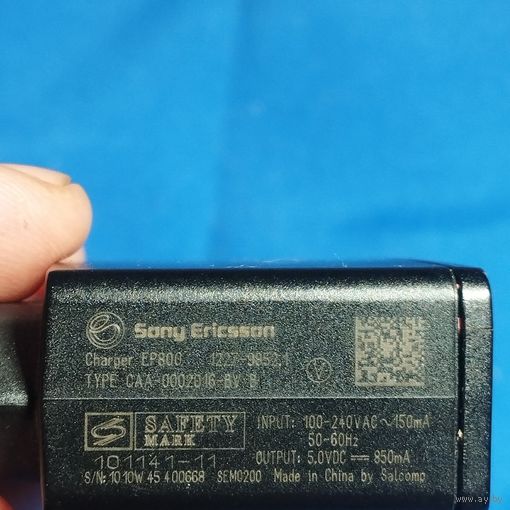 Sony Ericsson
Charger EP800 1227-9952.1
TYPE CAA-0002016-BV B
V
S SAFETY
MARK
101141-11
INPUT: 100-240VAC ~ 150mA
50-60Hz
OUTPUT: 5.0VDC ⎓ 850mA
S/N: 1010W 45 400668 SEM0200 Made in China by Salcomp
www.ay.by